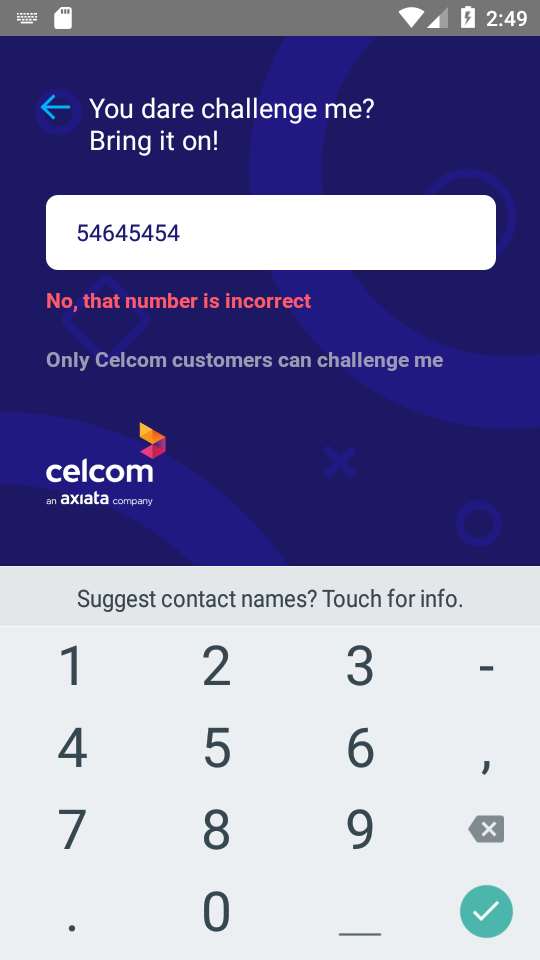 2:49
You dare challenge me?
Bring it on!
54645454
No, that number is incorrect
Only Celcom customers can challenge me
celcom
an axiata company
Suggest contact names? Touch for info.
1 2 3 -
4 5 6 ,
7 8 9
. 0 _